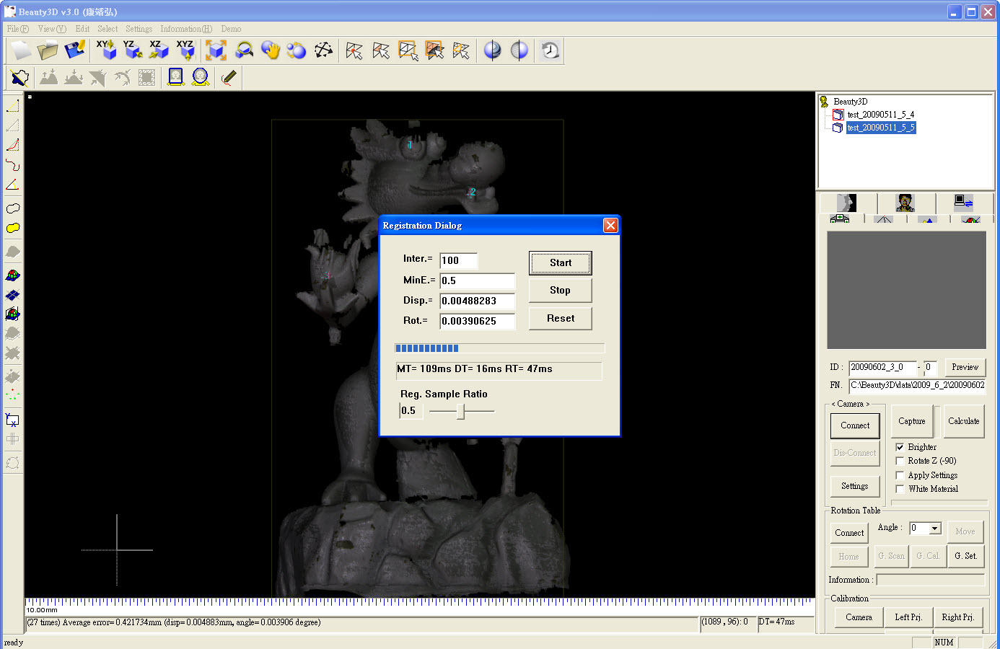 Beauty3D v3.0 (康婿弘)
File(F) View(V) Edit Select Settings Information(H) Demo
XY YZ XZ XYZ
Beauty3D
test_20090511_5_4
test_20090511_5_5
1
2
3
Registration Dialog
Inter.= 100 Start
MinE.= 0.5 Stop
Disp.= 0.00488283
Rot.= 0.00390625 Reset
MT= 109ms DT= 16ms RT= 47ms
Reg. Sample Ratio
0.5
ID : 20090602_3_0 - 0 Preview
FN. C:\Beauty3D\data\2009_6_2\20090602
< Camera >
Connect Capture Calculate
Dis-Connect
Settings
Brighter
Rotate Z (-90)
Apply Settings
White Material
Rotation Table
Connect Angle : 0 Move
Home G. Scan G. Cal. G. Set.
Information :
Calibration
Camera Left Prj. Right Prj.
10.00mm
(27 times) Average error=0.421734mm (disp=0.004883mm, angle=0.003906 degree) (1089 , 96): 0 DT=47ms
ready NUM